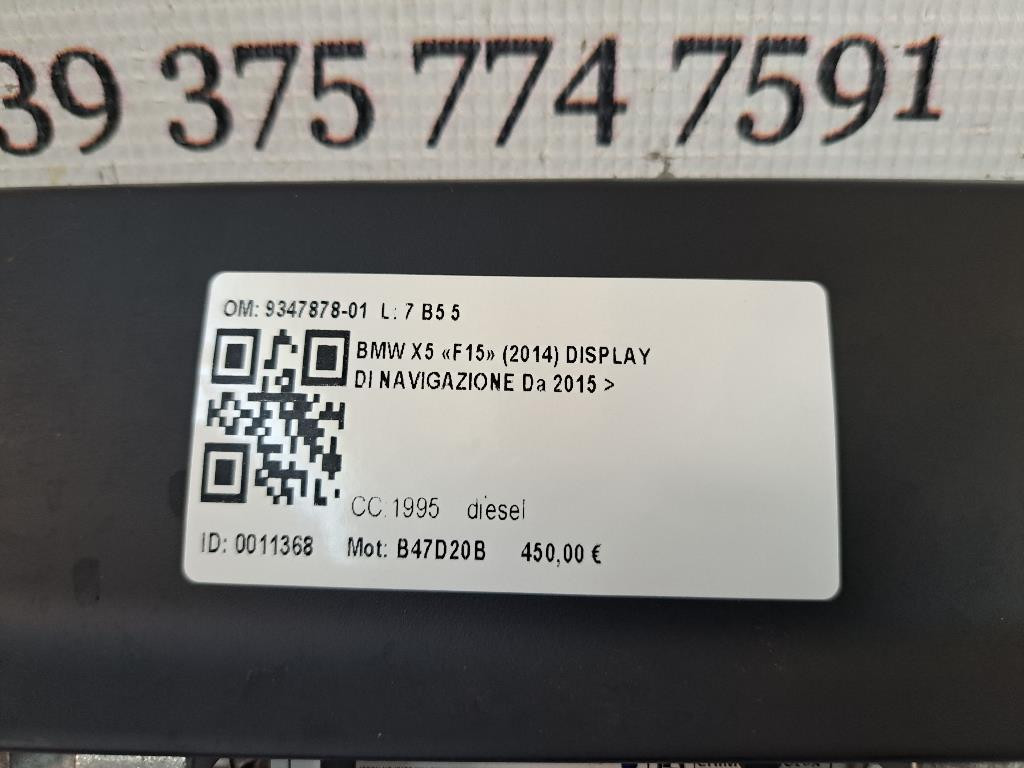 39 375 774 7591
OM: 9347878-01 L: 7 B5 5
BMW X5 «F15» (2014) DISPLAY
DI NAVIGAZIONE Da 2015 >
CC:1995 diesel
ID: 0011368 Mot: B47D20B 450,00 €